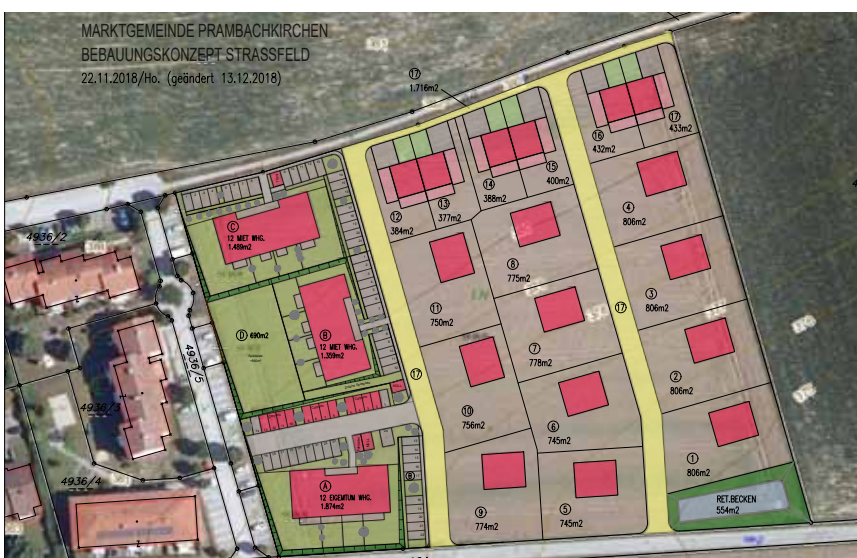 MARKTGEMEINDE PRAMBACHKIRCHEN
BEBAUUNGSKONZEPT STRASSFELD
22.11.2018/Ho. (geändert 13.12.2018)
17
1.716m2
16
432m2
17
433m2
15
400m2
14
388m2
13
377m2
12
384m2
4
806m2
C
12 MIET WHG.
1.489m2
4936/2
8
775m2
11
750m2
3
806m2
17
D 690m2
B
12 MIET WHG.
1.359m2
7
778m2
4936/5
2
806m2
17
10
756m2
6
745m2
4936/3
1
806m2
4936/4
A
12 EIGEMTUM WHG.
1.874m2
9
774m2
5
745m2
RET.BECKEN
554m2